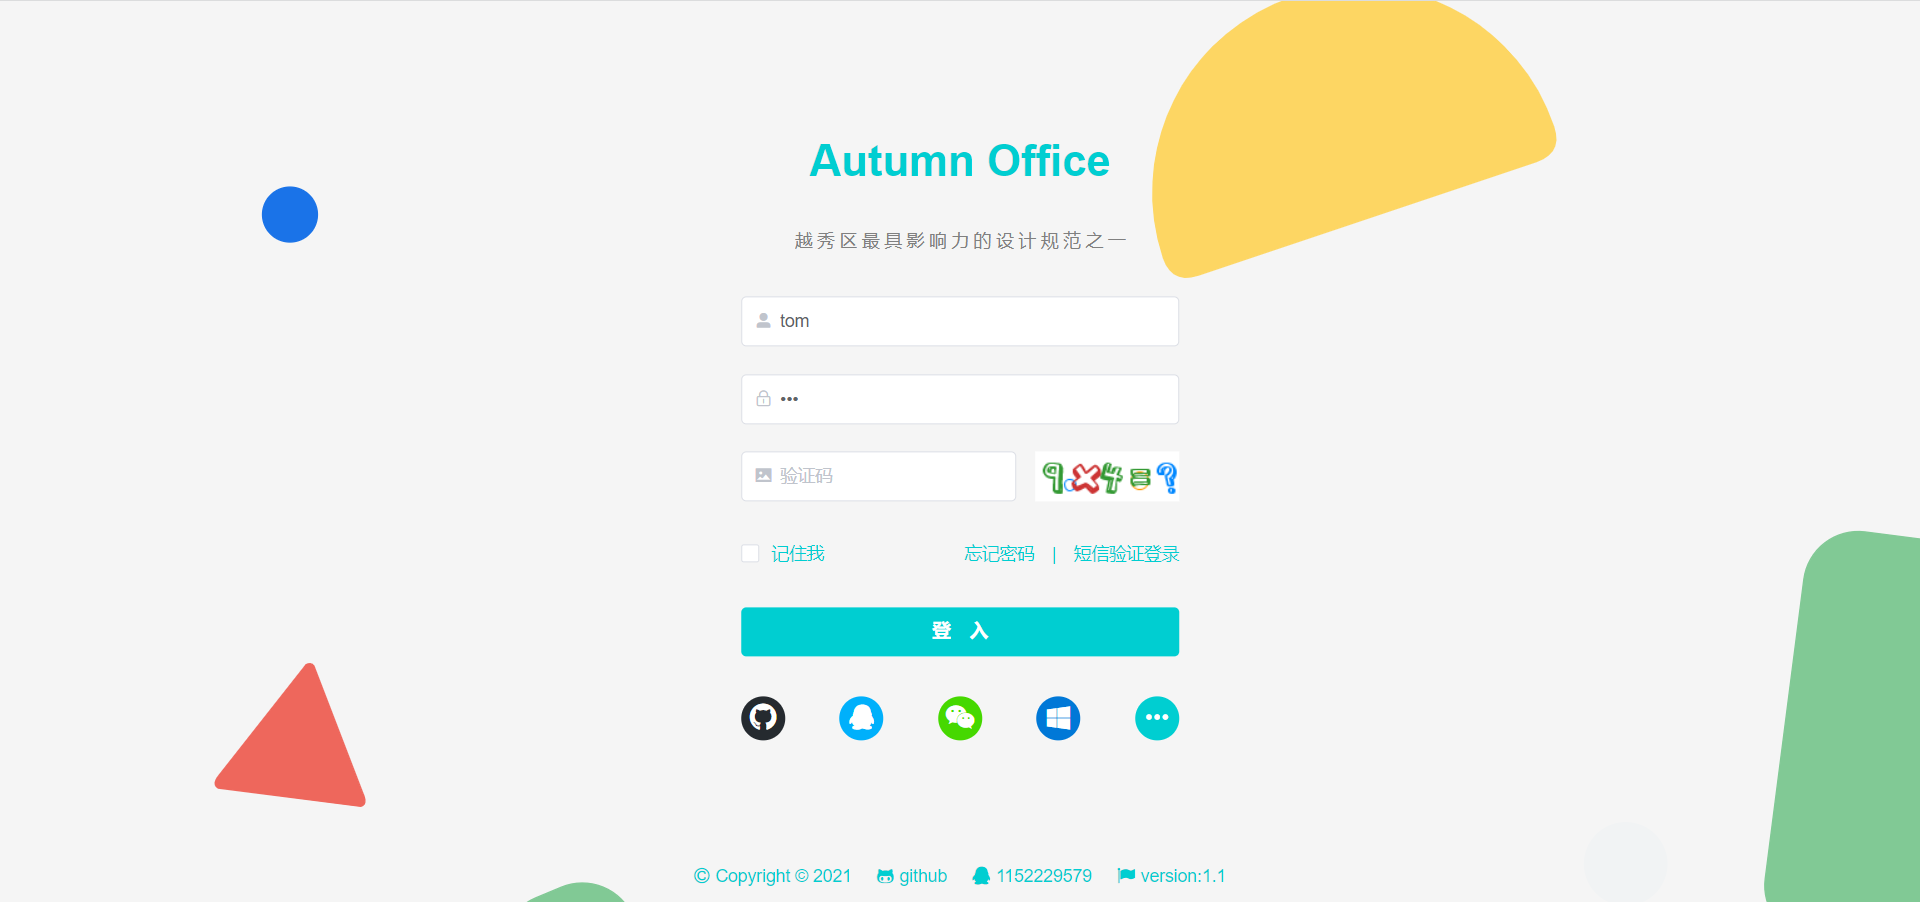 Autumn Office
越秀区最具影响力的设计规范之一
tom
•••
验证码 9×4=?
记住我 忘记密码 | 短信验证登录
登 入
© Copyright © 2021 github 1152229579 version:1.1